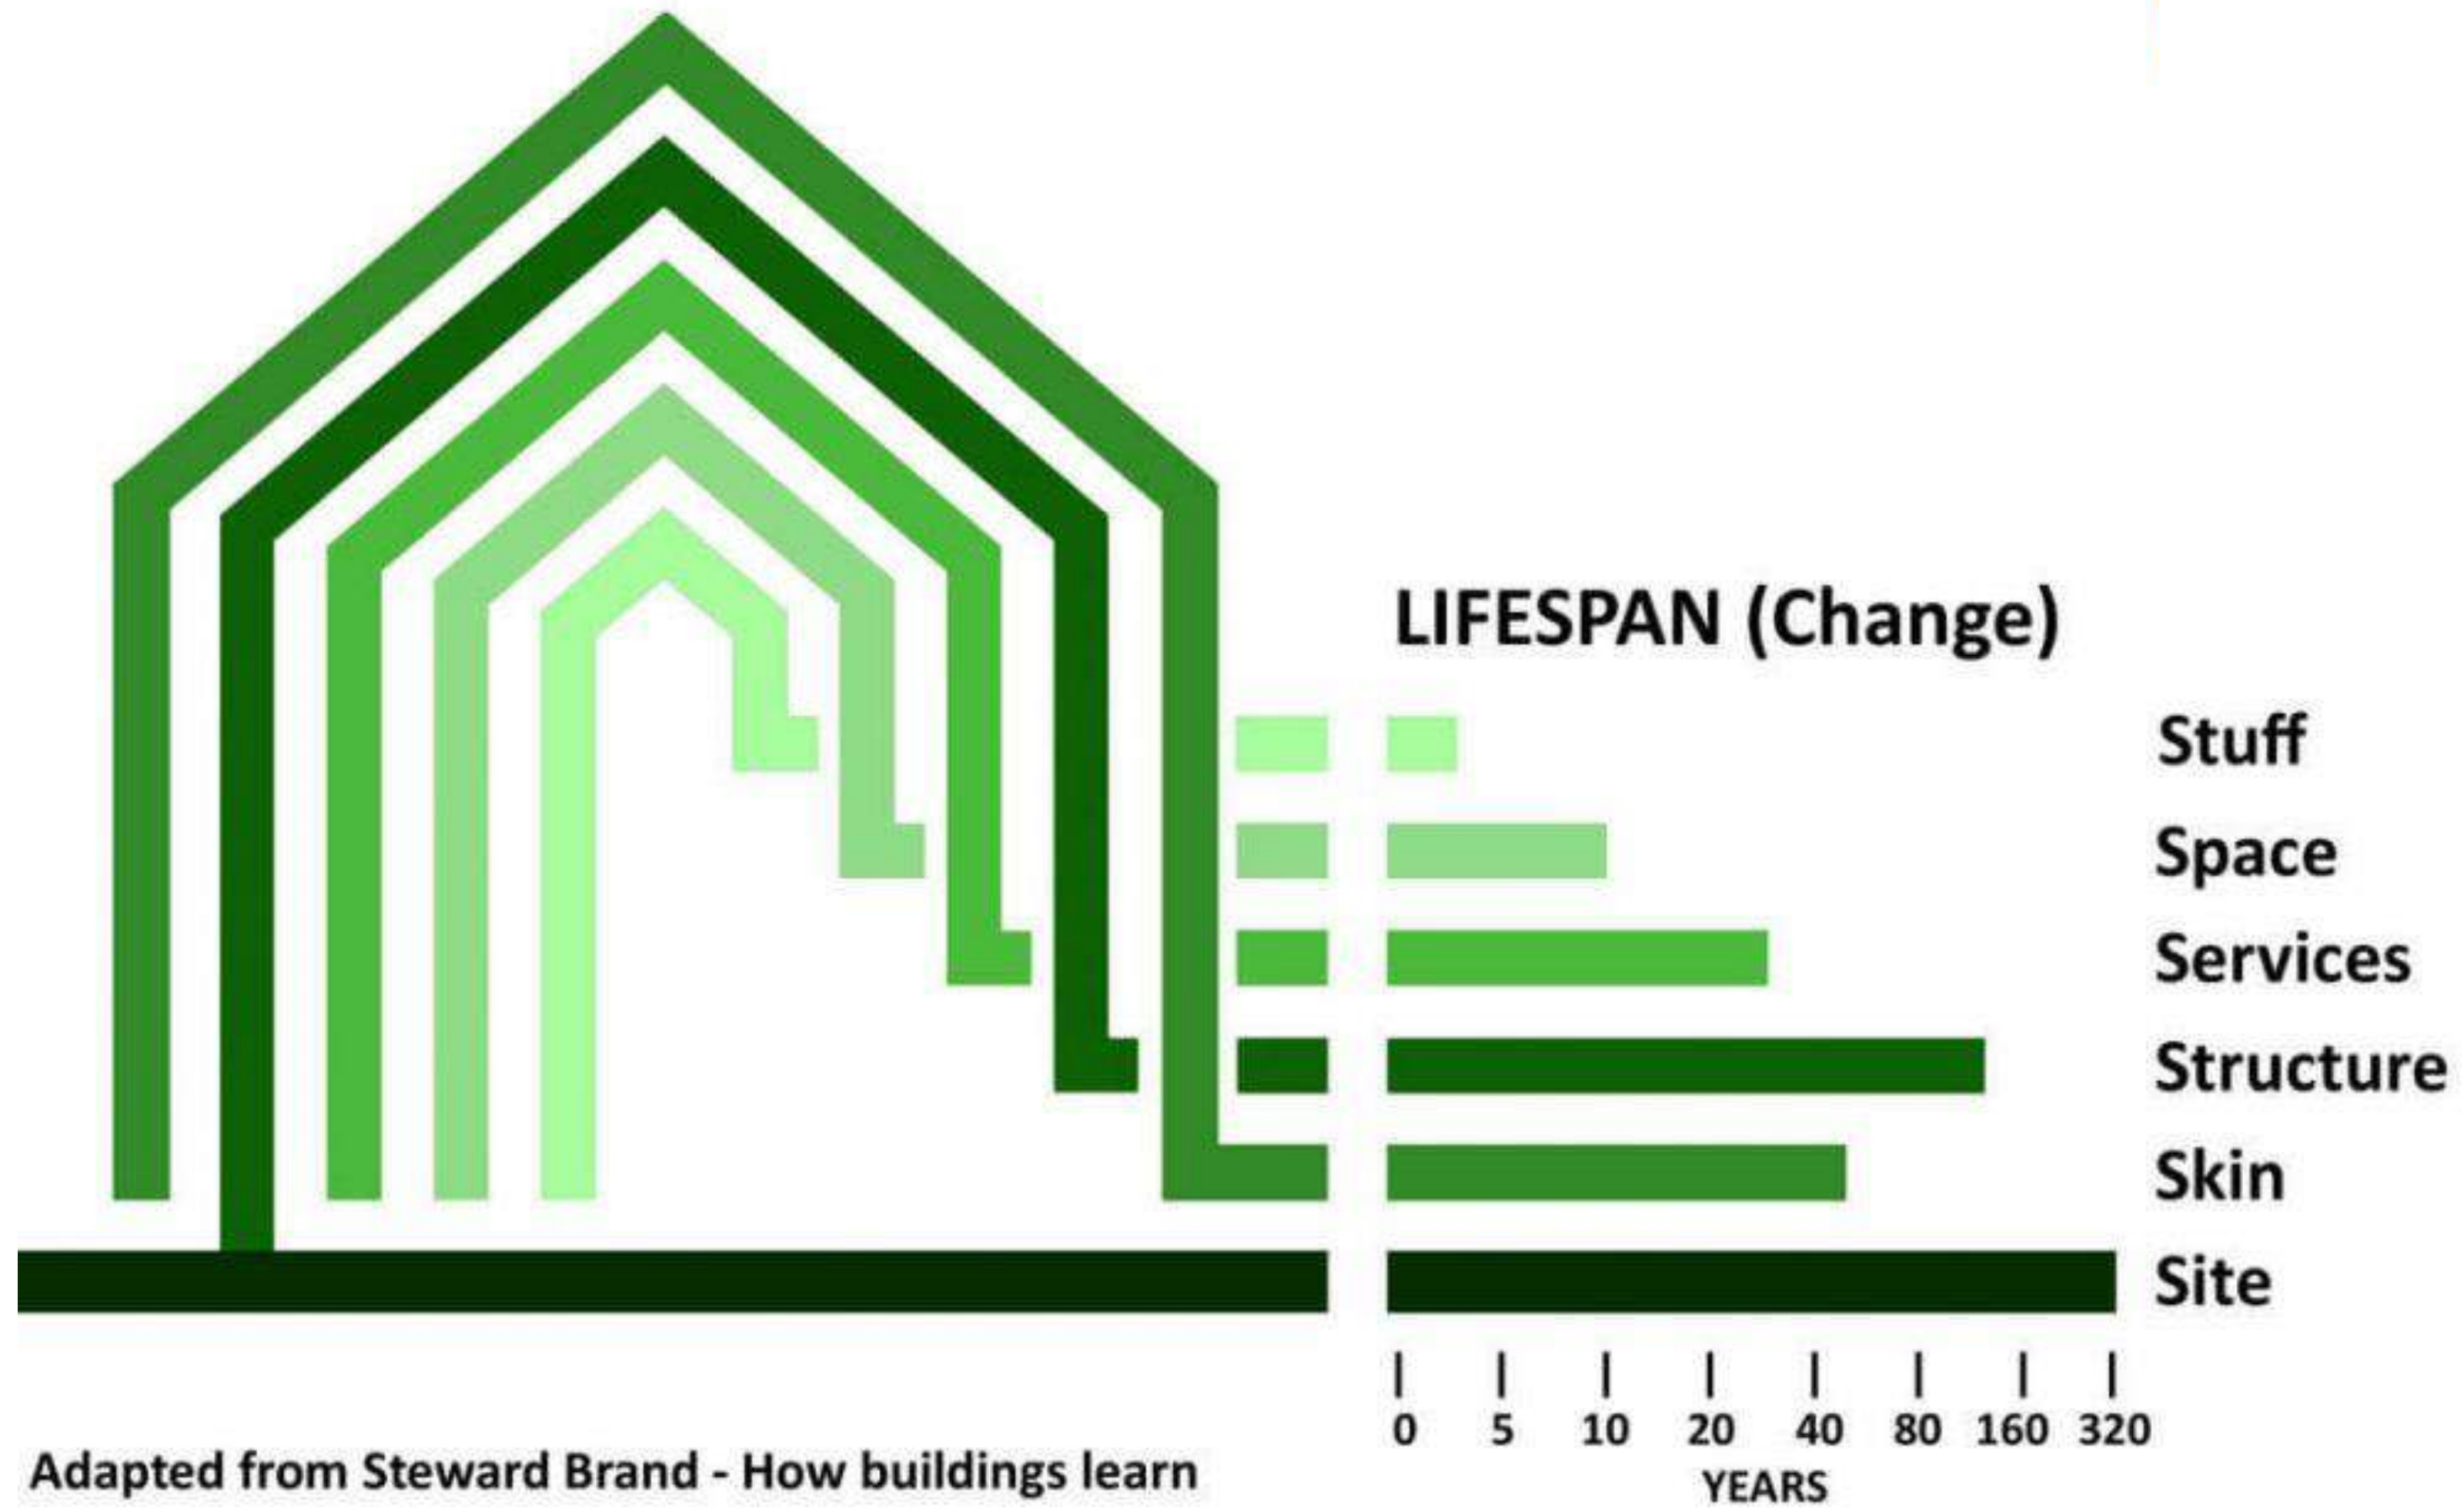 LIFESPAN (Change)
Stuff
Space
Services
Structure
Skin
Site
0 5 10 20 40 80 160 320
YEARS
Adapted from Steward Brand - How buildings learn